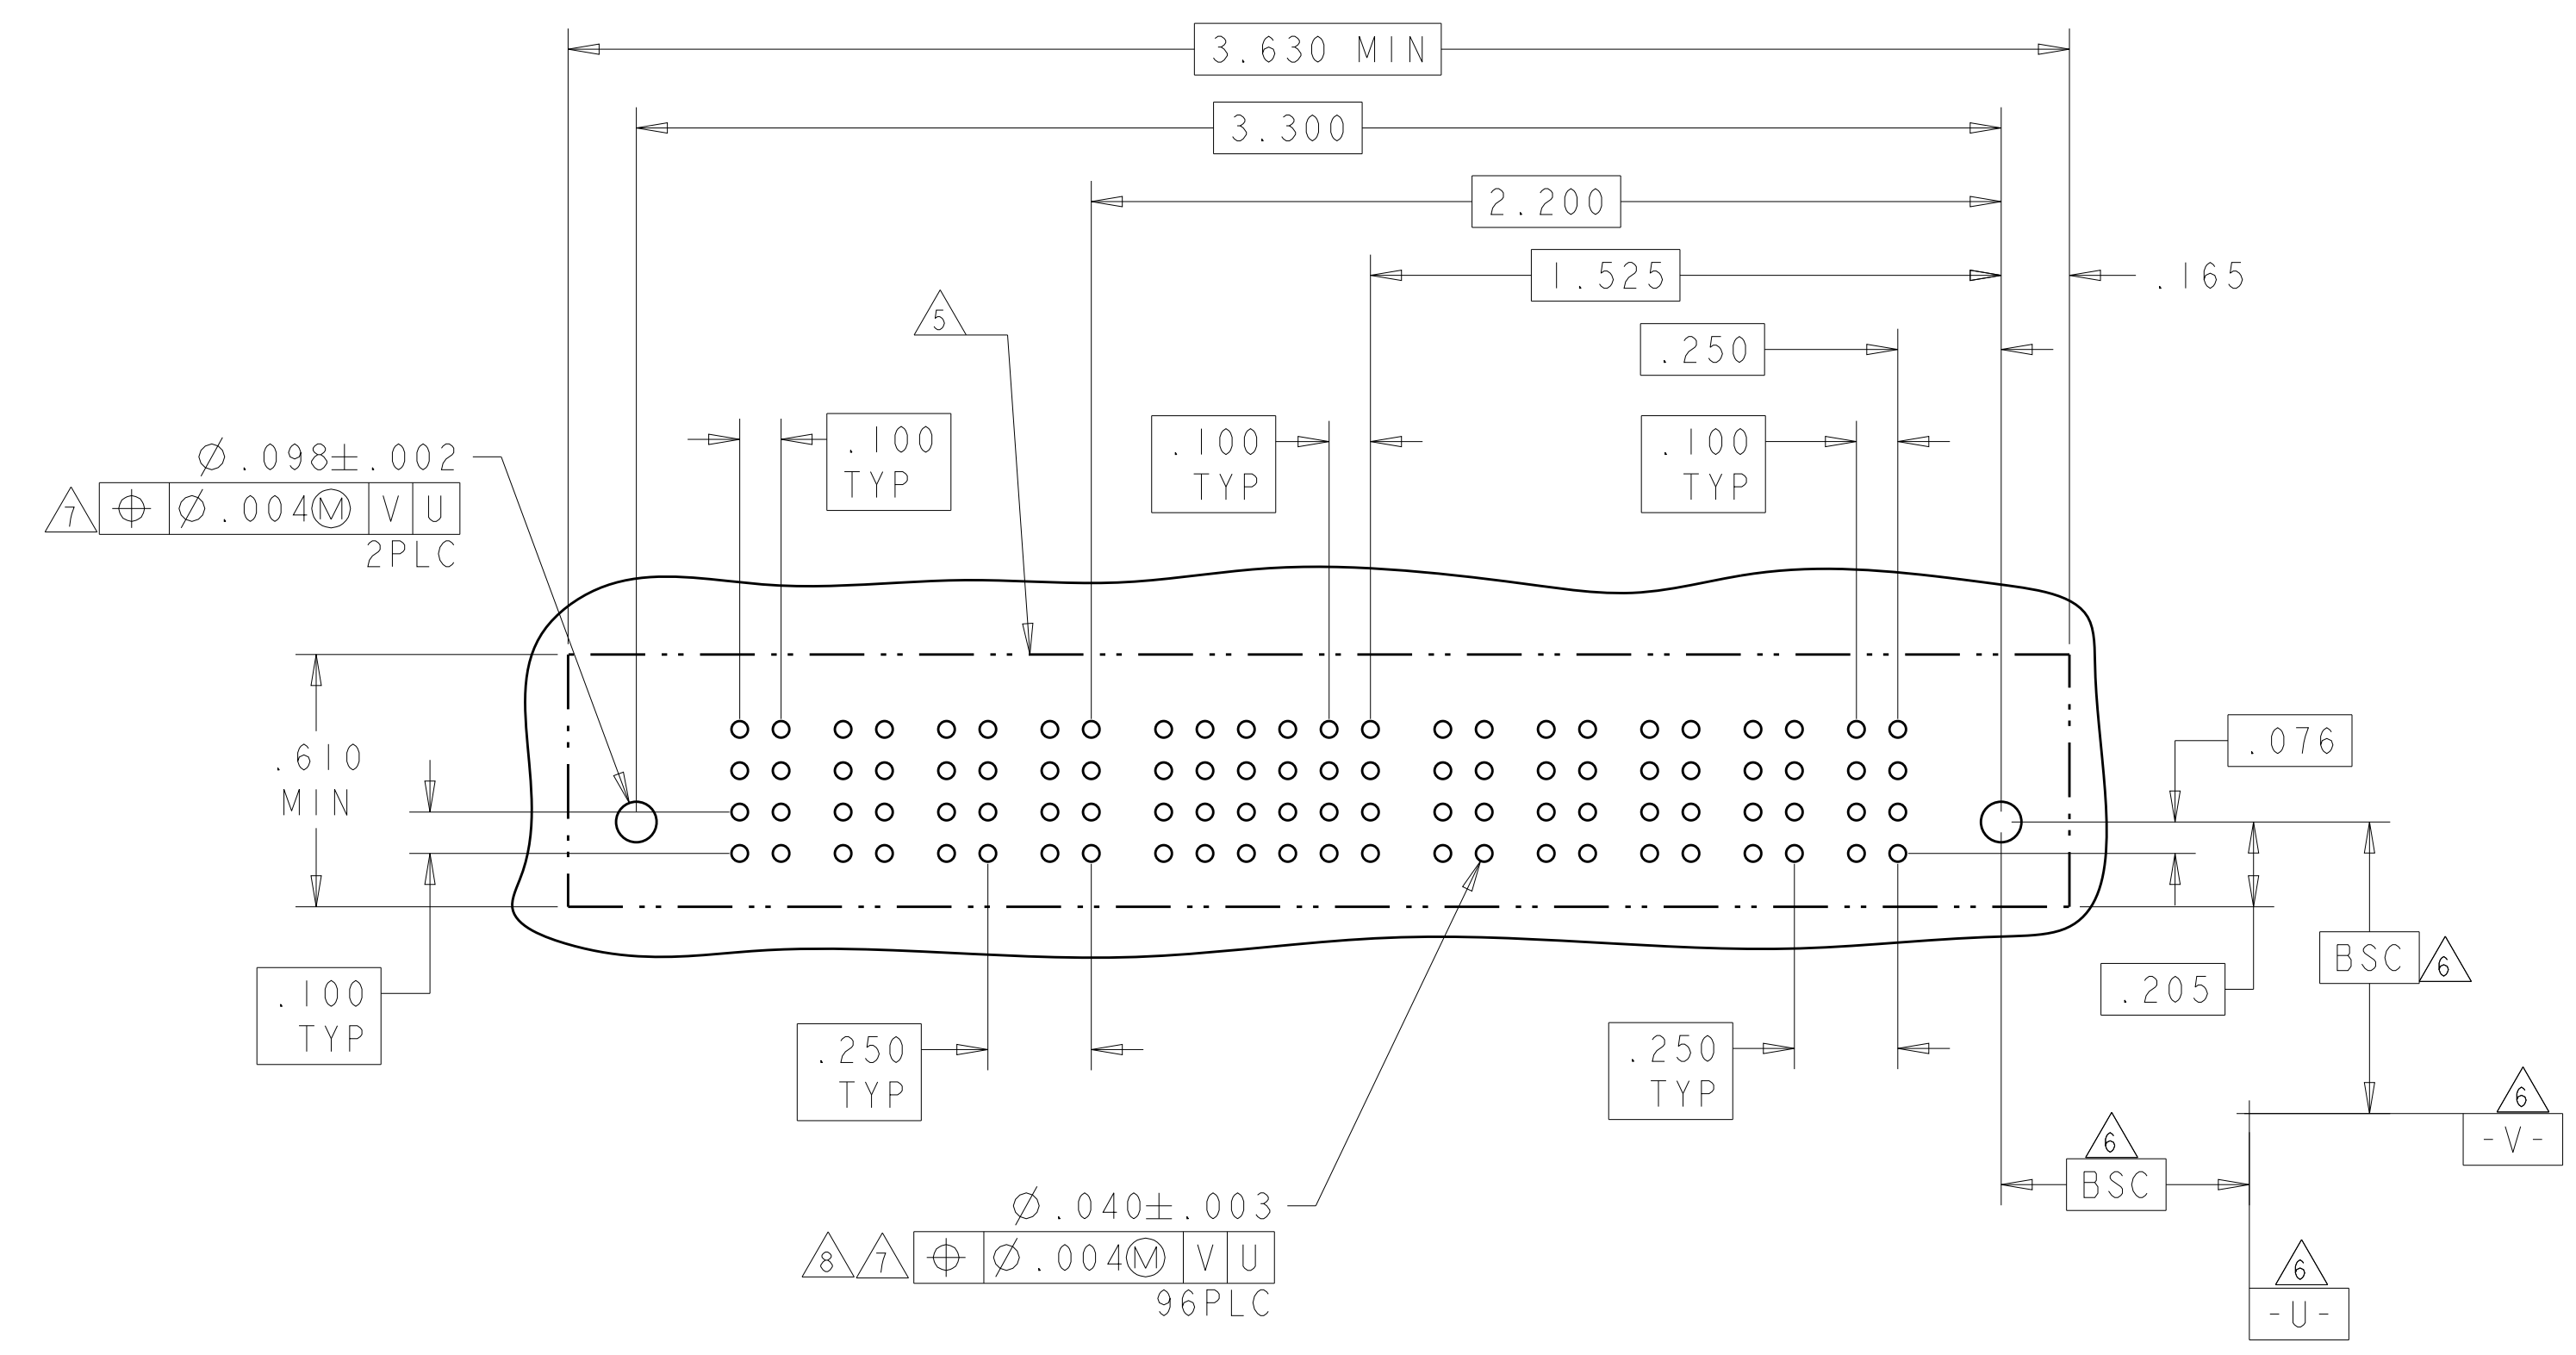 3.630 MIN
3.300
2.200
1.525
.165
5
.250
.100
TYP
.100
TYP
.100
TYP
⌀.098±.002
7 ⌖ ⌀.004Ⓜ V U
2PLC
.610
MIN
.076
BSC 6
.205
.100
TYP
.250
TYP
.250
TYP
6
-V-
6
BSC
⌀.040±.003
8 7 ⌖ ⌀.004Ⓜ V U
96PLC
6
-U-